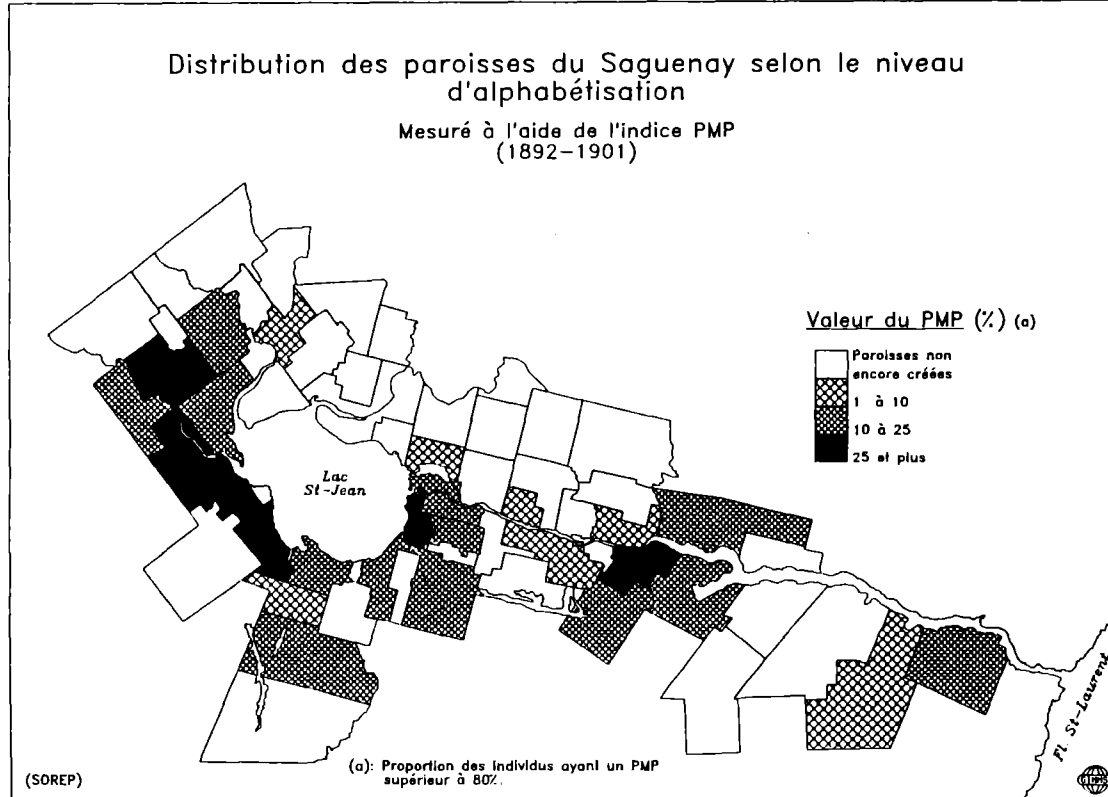 Distribution des paroisses du Saguenay selon le niveau
d'alphabétisation
Mesuré à l'aide de l'indice PMP
(1892–1901)
Valeur du PMP (%) (a)
Paroisses non
encore créées
1 à 10
10 à 25
25 et plus
Lac
St-Jean
Fl. St-Laurent
(a): Proportion des individus ayant un PMP
supérieur à 80%.
(SOREP)